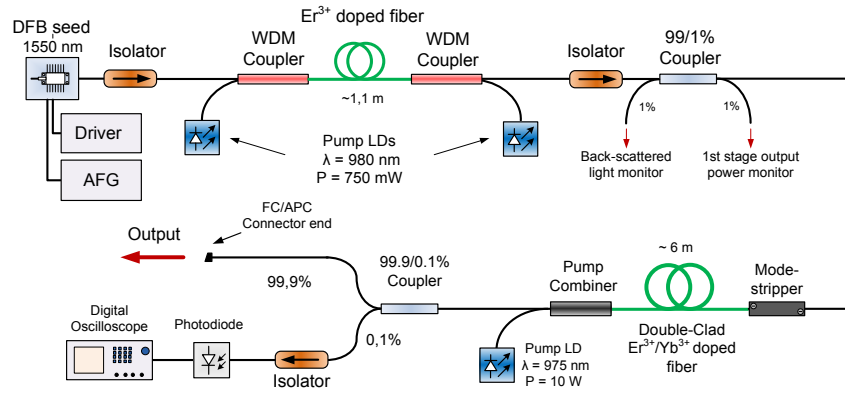 DFB seed
1550 nm
Isolator
WDM
Coupler
Er³⁺ doped fiber
WDM
Coupler
Isolator
99/1%
Coupler
~1,1 m
1%
1%
Driver
AFG
Pump LDs
λ = 980 nm
P = 750 mW
Back-scattered
light monitor
1st stage output
power monitor
FC/APC
Connector end
Output
99,9%
99.9/0.1%
Coupler
Pump
Combiner
~ 6 m
Mode-
stripper
Digital
Oscilloscope
Photodiode
0,1%
Isolator
Pump LD
λ = 975 nm
P = 10 W
Double-Clad
Er³⁺/Yb³⁺ doped
fiber